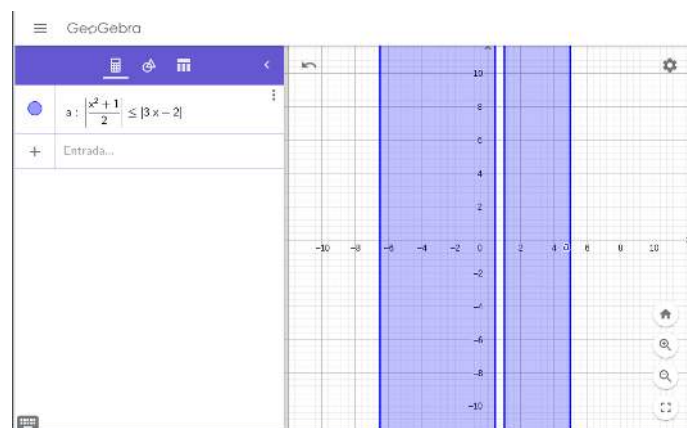 GeoGebra
a : |x² + 1 / 2| ≤ |3 x − 2|
+ Entrada...
10
8
6
4
2
−10 −8 −6 −4 −2 0 2 4 a 6 8 10
−2
−4
−6
−8
−10